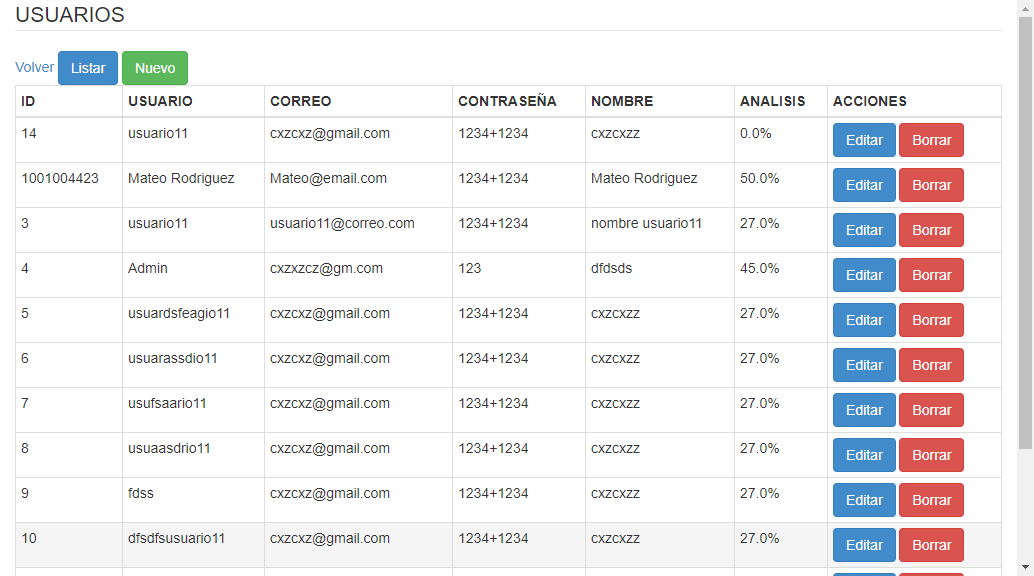 USUARIOS
Volver Listar Nuevo
ID USUARIO CORREO CONTRASEÑA NOMBRE ANALISIS ACCIONES
14 usuario11 cxzcxz@gmail.com 1234+1234 cxzcxzz 0.0% Editar Borrar
1001004423 Mateo Rodriguez Mateo@email.com 1234+1234 Mateo Rodriguez 50.0% Editar Borrar
3 usuario11 usuario11@correo.com 1234+1234 nombre usuario11 27.0% Editar Borrar
4 Admin cxzxzcz@gm.com 123 dfdsds 45.0% Editar Borrar
5 usuardsfeagio11 cxzcxz@gmail.com 1234+1234 cxzcxzz 27.0% Editar Borrar
6 usuarassdio11 cxzcxz@gmail.com 1234+1234 cxzcxzz 27.0% Editar Borrar
7 usufsaario11 cxzcxz@gmail.com 1234+1234 cxzcxzz 27.0% Editar Borrar
8 usuaasdrio11 cxzcxz@gmail.com 1234+1234 cxzcxzz 27.0% Editar Borrar
9 fdss cxzcxz@gmail.com 1234+1234 cxzcxzz 27.0% Editar Borrar
10 dfsdfsusuario11 cxzcxz@gmail.com 1234+1234 cxzcxzz 27.0% Editar Borrar